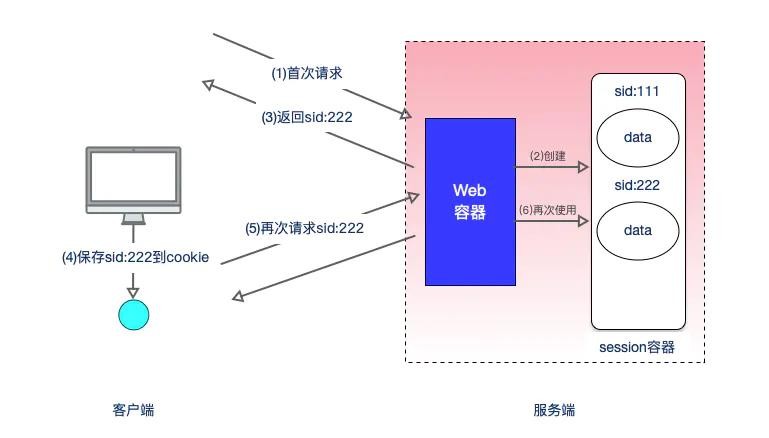 (1)首次请求
(3)返回sid:222
sid:111
data
(2)创建
Web
容器
sid:222
(5)再次请求sid:222
(6)再次使用
data
(4)保存sid:222到cookie
session容器
客户端
服务端